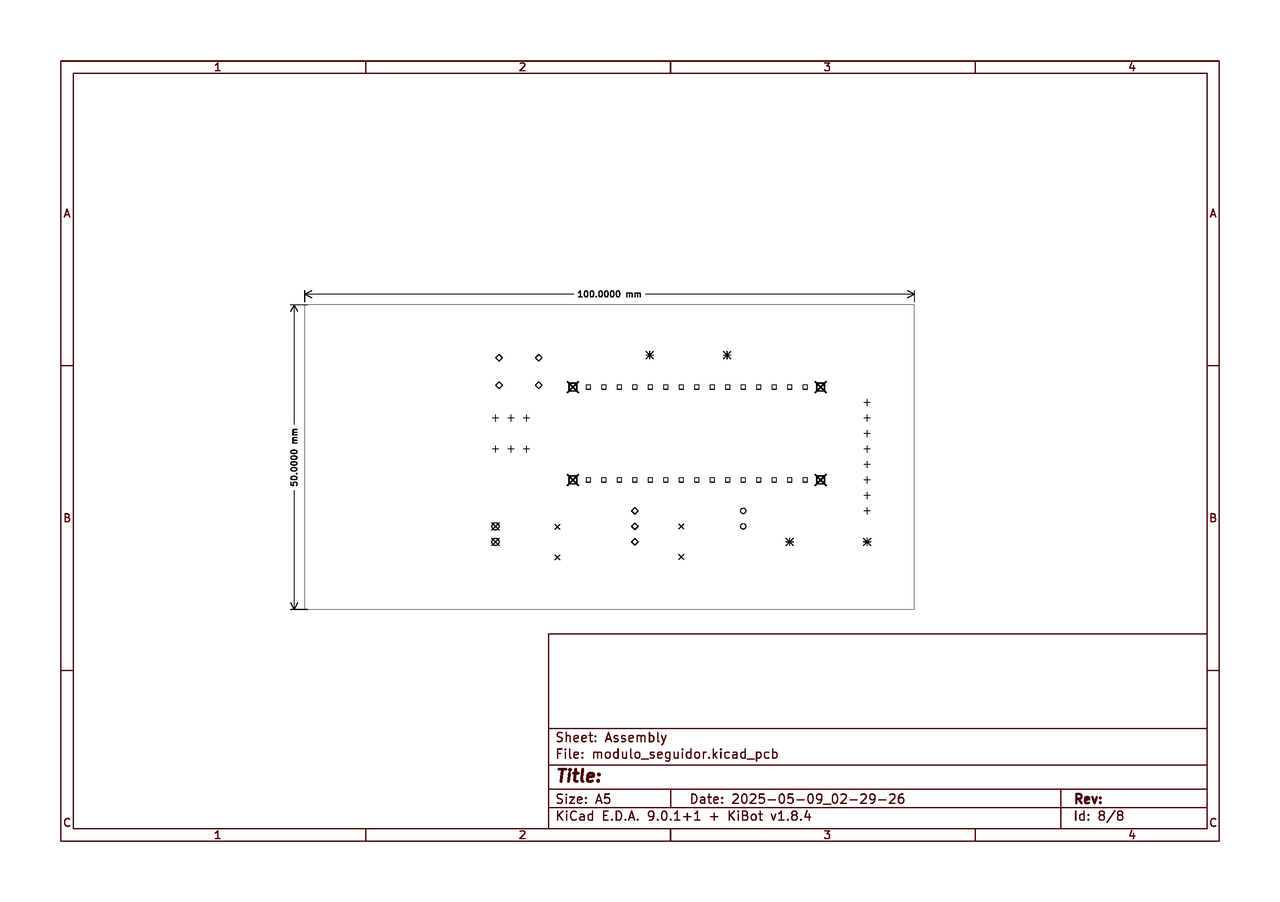 1 2 3 4
A A
100.0000 mm
50.0000 mm
B B
Sheet: Assembly
File: modulo_seguidor.kicad_pcb
Title:
Size: A5 Date: 2025-05-09_02-29-26 Rev:
KiCad E.D.A. 9.0.1+1 + KiBot v1.8.4 Id: 8/8
C C
1 2 3 4